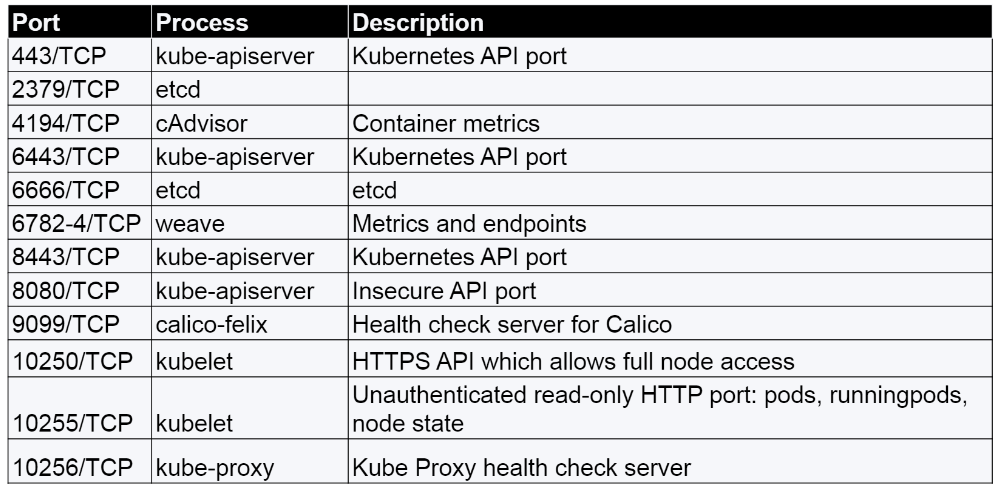 Port Process Description
443/TCP kube-apiserver Kubernetes API port
2379/TCP etcd
4194/TCP cAdvisor Container metrics
6443/TCP kube-apiserver Kubernetes API port
6666/TCP etcd etcd
6782-4/TCP weave Metrics and endpoints
8443/TCP kube-apiserver Kubernetes API port
8080/TCP kube-apiserver Insecure API port
9099/TCP calico-felix Health check server for Calico
10250/TCP kubelet HTTPS API which allows full node access
Unauthenticated read-only HTTP port: pods, runningpods,
10255/TCP kubelet node state
10256/TCP kube-proxy Kube Proxy health check server